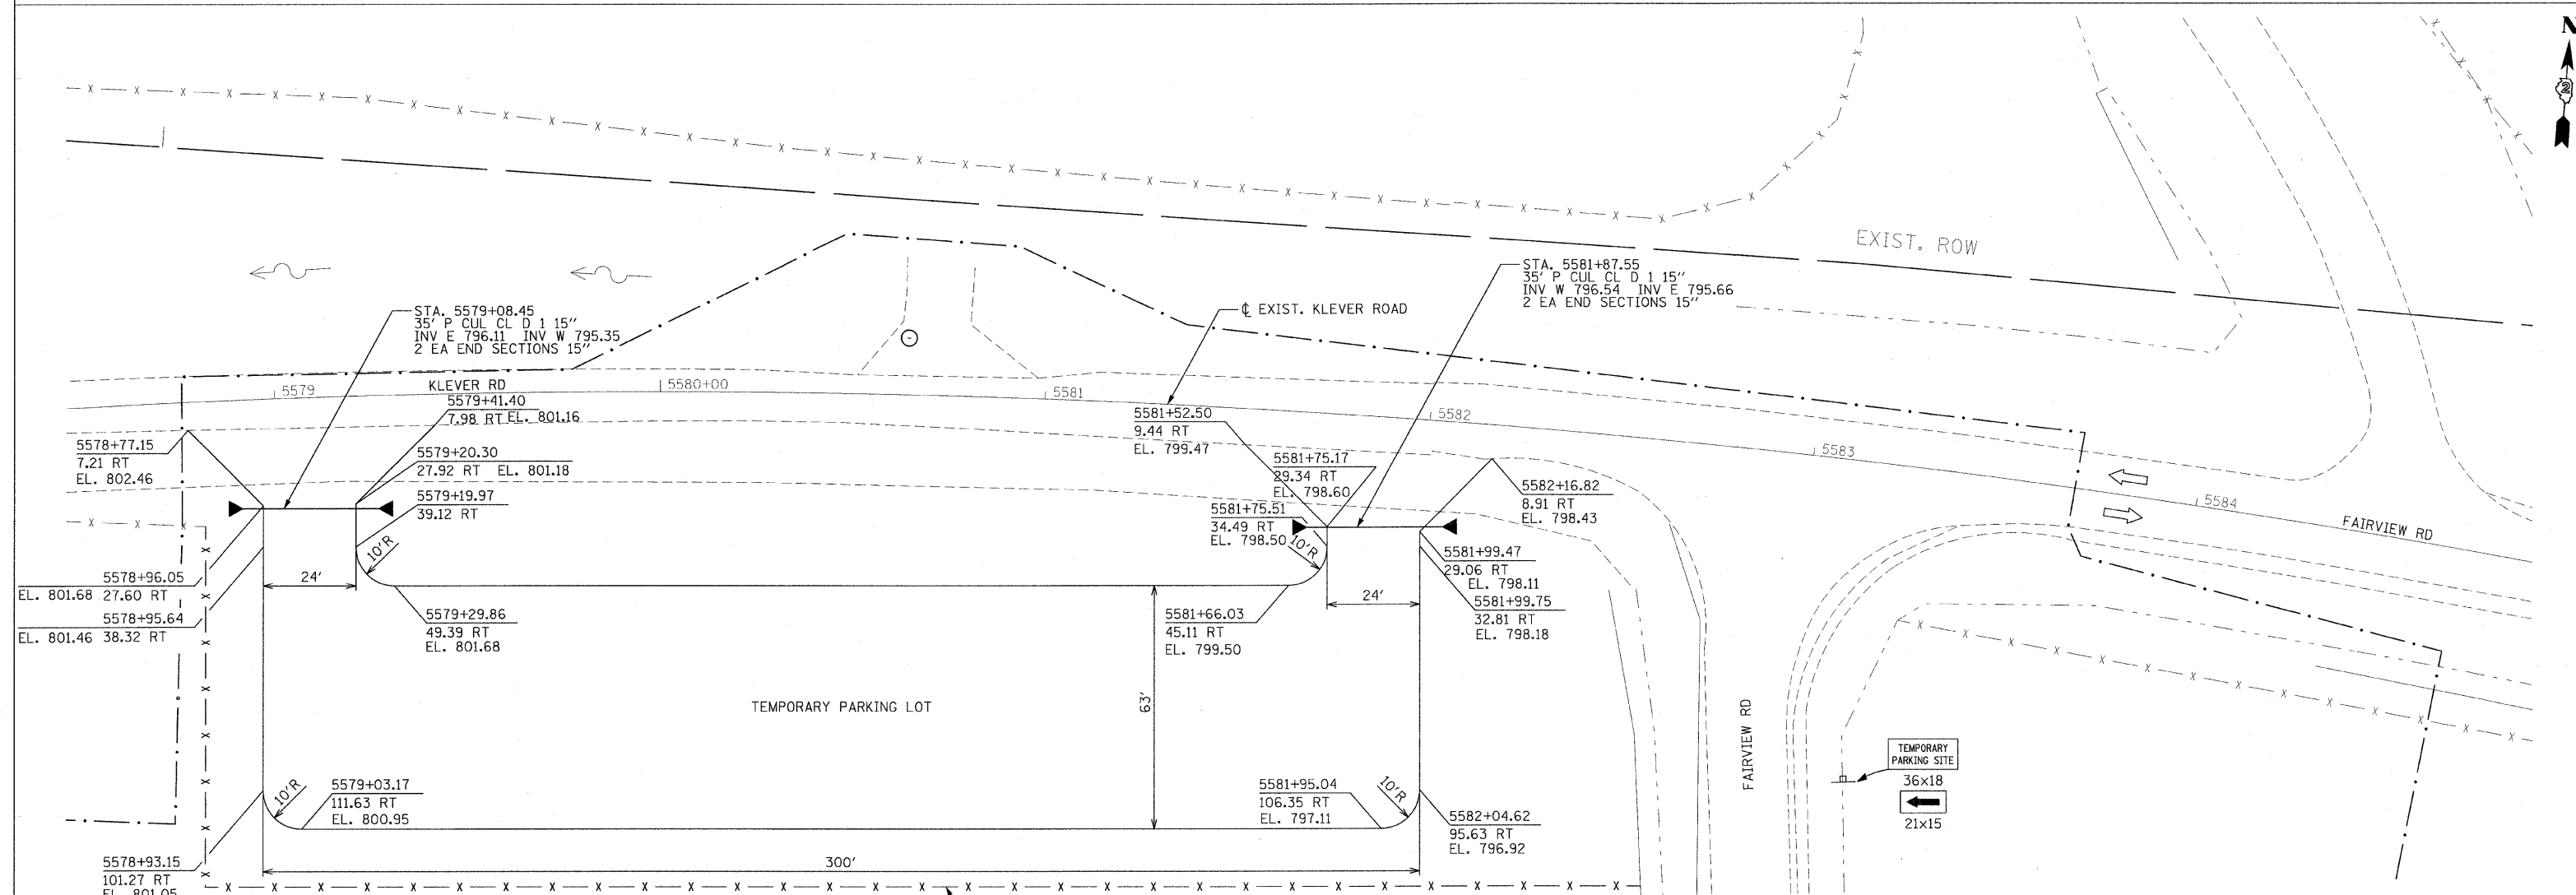 N
2
EXIST. ROW
STA. 5581+87.55
35' P CUL CL D 1 15"
INV W 796.54 INV E 795.66
2 EA END SECTIONS 15"
STA. 5579+08.45
35' P CUL CL D 1 15"
INV E 796.11 INV W 795.35
2 EA END SECTIONS 15"
℄ EXIST. KLEVER ROAD
KLEVER RD
5579
5580+00
5581
5582
5583
5584
FAIRVIEW RD
5579+41.40
7.98 RT EL. 801.16
5578+77.15
7.21 RT
EL. 802.46
5579+20.30
27.92 RT EL. 801.18
5579+19.97
39.12 RT
5581+52.50
9.44 RT
EL. 799.47
5581+75.17
29.34 RT
EL. 798.60
5581+75.51
34.49 RT
EL. 798.50
5582+16.82
8.91 RT
EL. 798.43
10'R
10'R
5578+96.05
EL. 801.68 27.60 RT
5578+95.64
EL. 801.46 38.32 RT
24'
24'
5581+99.47
29.06 RT
EL. 798.11
5581+99.75
32.81 RT
EL. 798.18
5579+29.86
49.39 RT
EL. 801.68
5581+66.03
45.11 RT
EL. 799.50
63'
TEMPORARY PARKING LOT
FAIRVIEW RD
TEMPORARY
PARKING SITE
36x18
21x15
10'R
5579+03.17
111.63 RT
EL. 800.95
5581+95.04
106.35 RT
EL. 797.11
10'R
5582+04.62
95.63 RT
EL. 796.92
300'
5578+93.15
101.27 RT
EL. 801.05